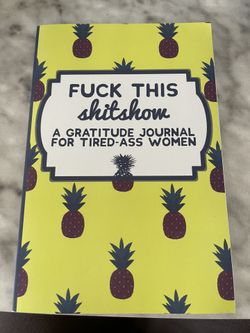 FUCK THIS
shitshow
A GRATITUDE JOURNAL
FOR TIRED-ASS WOMEN